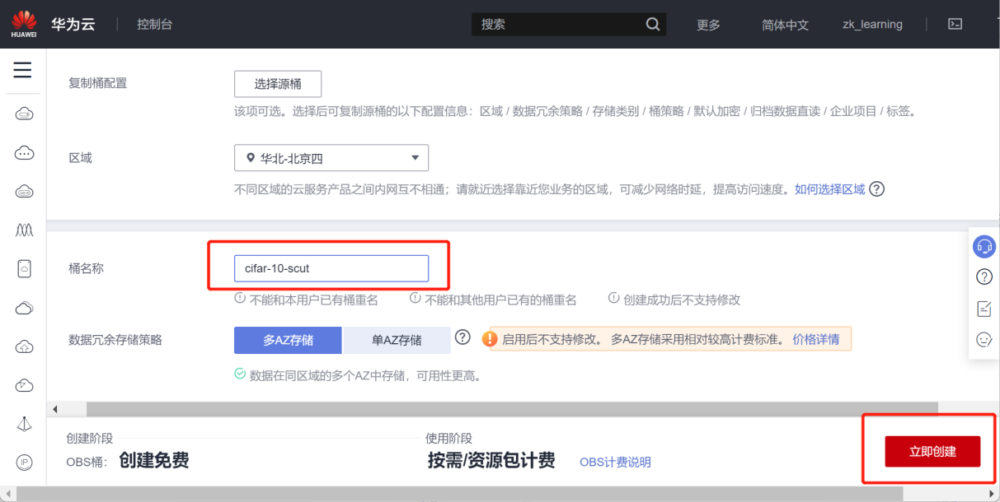 HUAWEI 华为云 控制台 搜索 更多 简体中文 zk_learning
复制桶配置 选择源桶
该项可选。选择后可复制源桶的以下配置信息：区域 / 数据冗余策略 / 存储类别 / 桶策略 / 默认加密 / 归档数据直读 / 企业项目 / 标签。
区域 华北-北京四
不同区域的云服务产品之间内网互不相通；请就近选择靠近您业务的区域，可减少网络时延，提高访问速度。如何选择区域 ?
桶名称 cifar-10-scut
不能和本用户已有桶重名 不能和其他用户已有的桶重名 创建成功后不支持修改
数据冗余存储策略 多AZ存储 单AZ存储 ? 启用后不支持修改。 多AZ存储采用相对较高计费标准。 价格详情
数据在同区域的多个AZ中存储，可用性更高。
创建阶段 使用阶段
OBS桶： 创建免费 按需/资源包计费 OBS计费说明 立即创建
IP